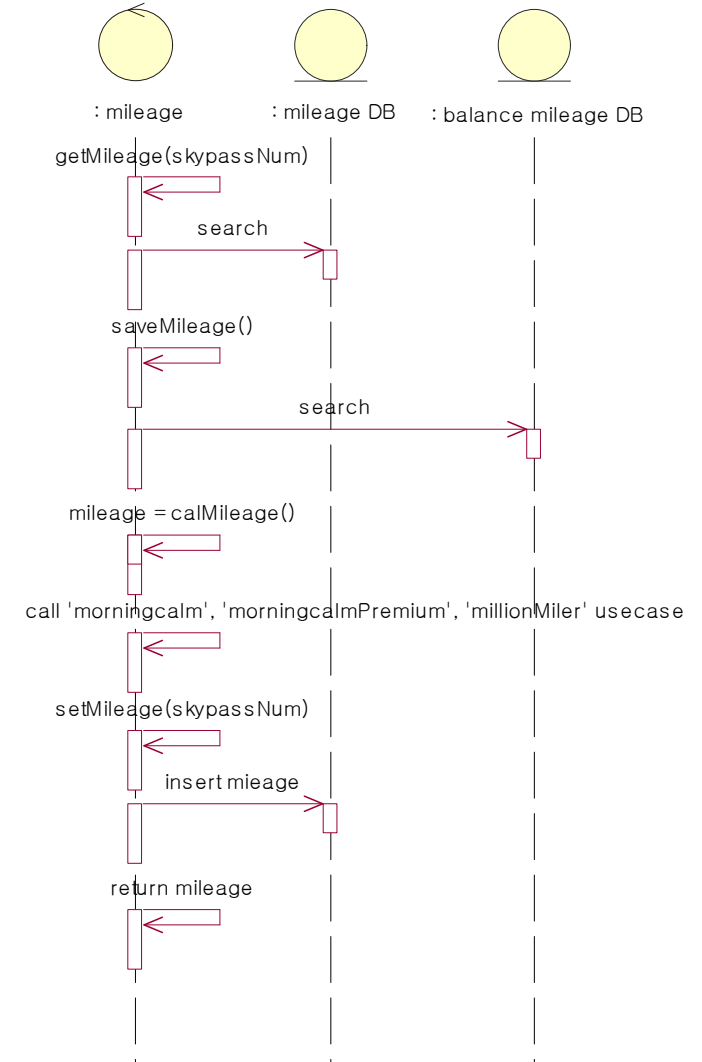 : mileage
: mileage DB
: balance mileage DB
getMileage(skypassNum)
search
saveMileage()
search
mileage = calMileage()
call 'morningcalm', 'morningcalmPremium', 'millionMiler' usecase
setMileage(skypassNum)
insert mieage
return mileage